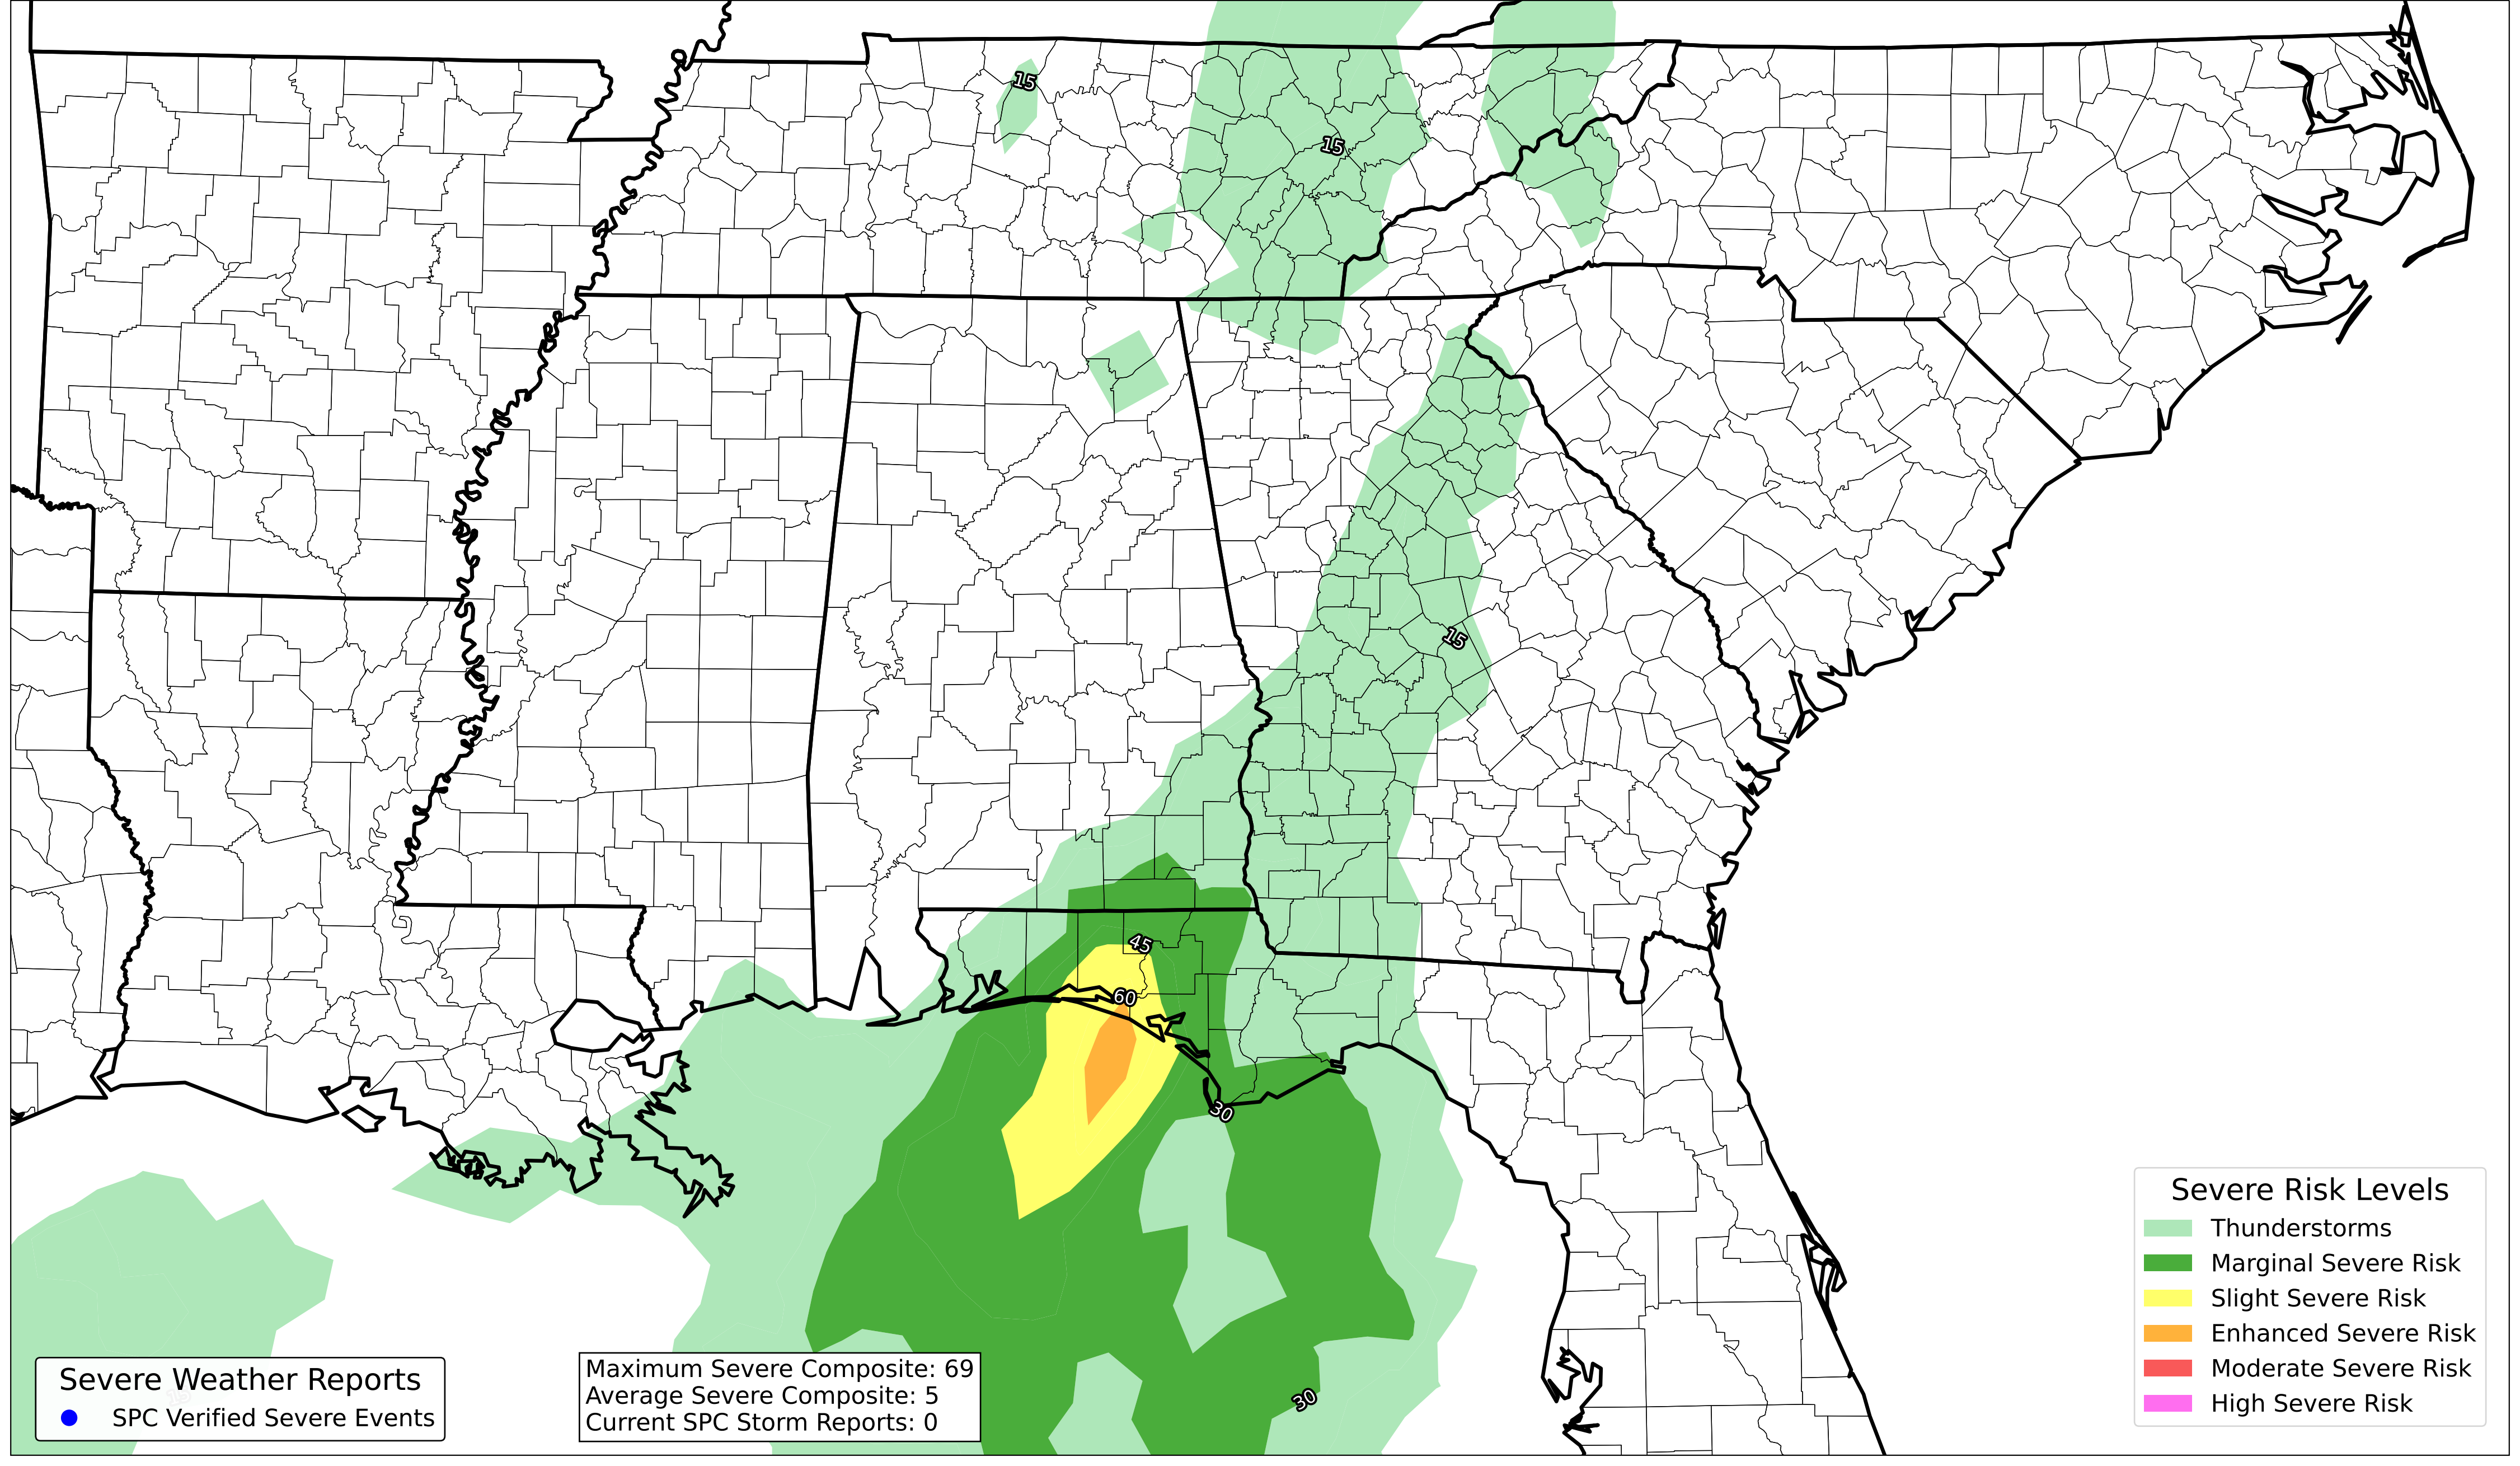 15
15
15
45
60
30
30
Severe Risk Levels
Thunderstorms
Marginal Severe Risk
Slight Severe Risk
Enhanced Severe Risk
Moderate Severe Risk
High Severe Risk
Severe Weather Reports
SPC Verified Severe Events
Maximum Severe Composite: 69
Average Severe Composite: 5
Current SPC Storm Reports: 0